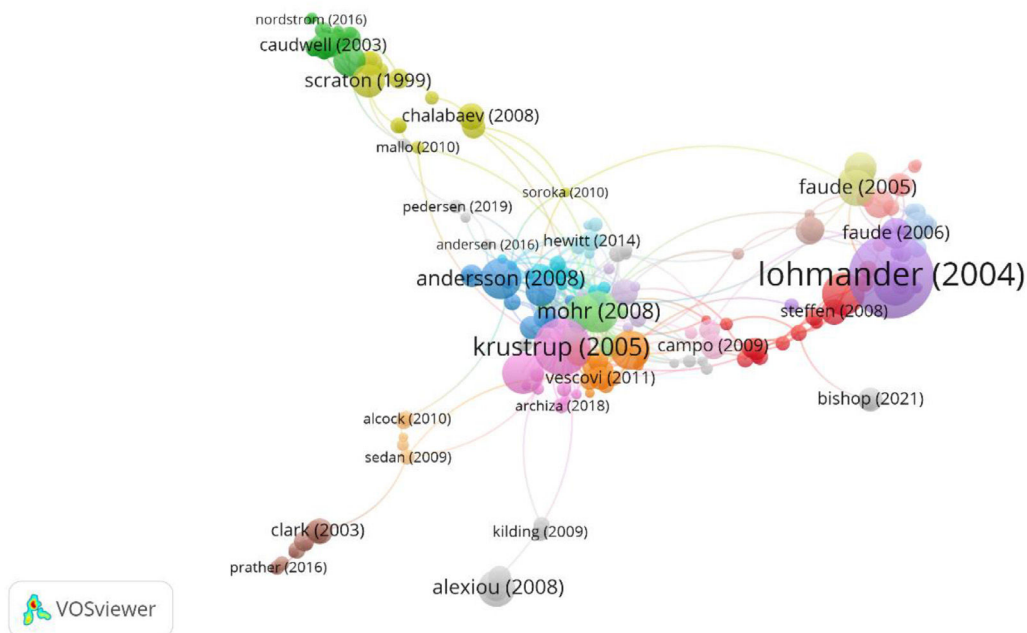 nordstrom (2016)
caudwell (2003)
scraton (1999)
chalabaev (2008)
mallo (2010)
faude (2005)
soroka (2010)
pedersen (2019)
faude (2006)
andersen (2016)
hewitt (2014)
lohmander (2004)
andersson (2008)
mohr (2008)
steffen (2008)
krustrup (2005)
campo (2009)
vescovi (2011)
bishop (2021)
archiza (2018)
alcock (2010)
sedan (2009)
clark (2003)
kilding (2009)
prather (2016)
alexiou (2008)
VOSviewer